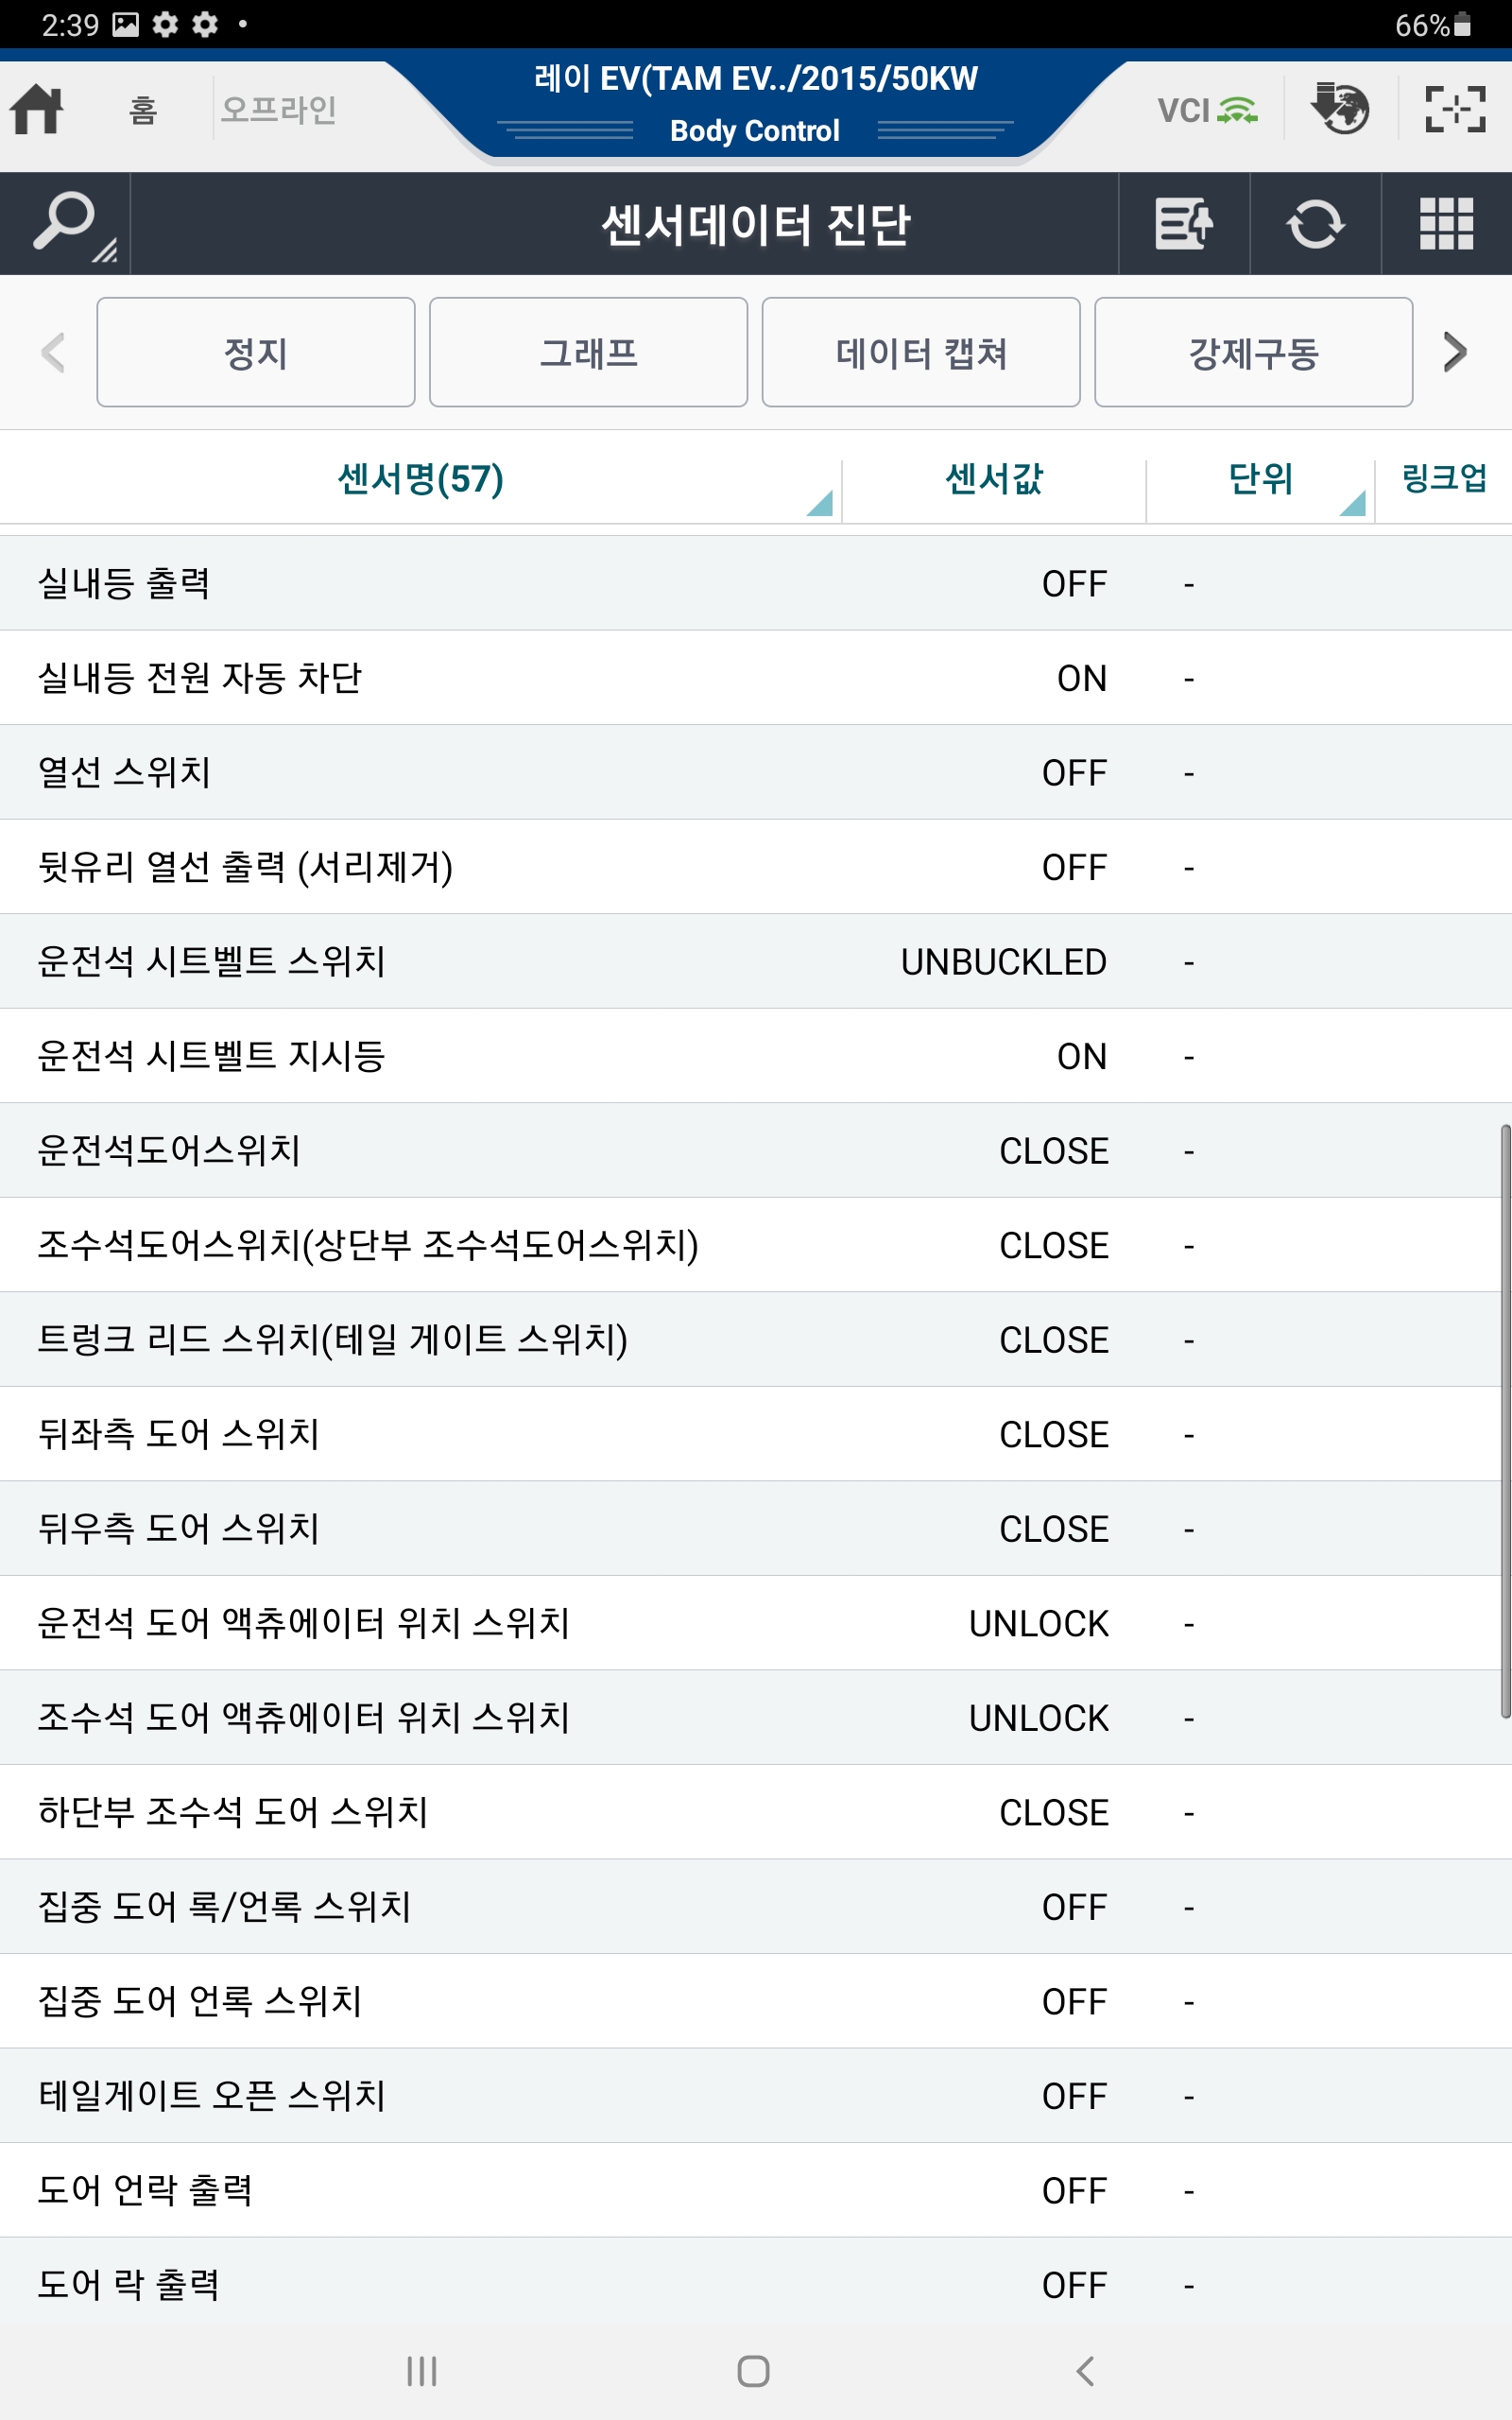 2:39
66%
홈
오프라인
레이 EV(TAM EV../2015/50KW
Body Control
VCI
센서데이터 진단
정지
그래프
데이터 캡쳐
강제구동
센서명(57) 센서값 단위 링크업
실내등 출력 OFF -
실내등 전원 자동 차단 ON -
열선 스위치 OFF -
뒷유리 열선 출력 (서리제거) OFF -
운전석 시트벨트 스위치 UNBUCKLED -
운전석 시트벨트 지시등 ON -
운전석도어스위치 CLOSE -
조수석도어스위치(상단부 조수석도어스위치) CLOSE -
트렁크 리드 스위치(테일 게이트 스위치) CLOSE -
뒤좌측 도어 스위치 CLOSE -
뒤우측 도어 스위치 CLOSE -
운전석 도어 액츄에이터 위치 스위치 UNLOCK -
조수석 도어 액츄에이터 위치 스위치 UNLOCK -
하단부 조수석 도어 스위치 CLOSE -
집중 도어 록/언록 스위치 OFF -
집중 도어 언록 스위치 OFF -
테일게이트 오픈 스위치 OFF -
도어 언락 출력 OFF -
도어 락 출력 OFF -